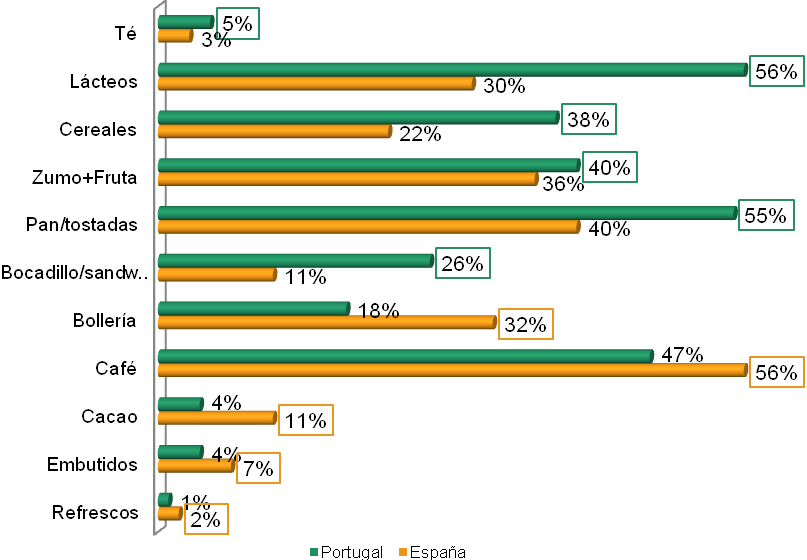 Té
5%
3%
Lácteos
56%
30%
Cereales
38%
22%
Zumo+Fruta
40%
36%
Pan/tostadas
55%
40%
Bocadillo/sandw..
26%
11%
Bollería
18%
32%
Café
47%
56%
Cacao
4%
11%
Embutidos
4%
7%
Refrescos
1%
2%
Portugal España